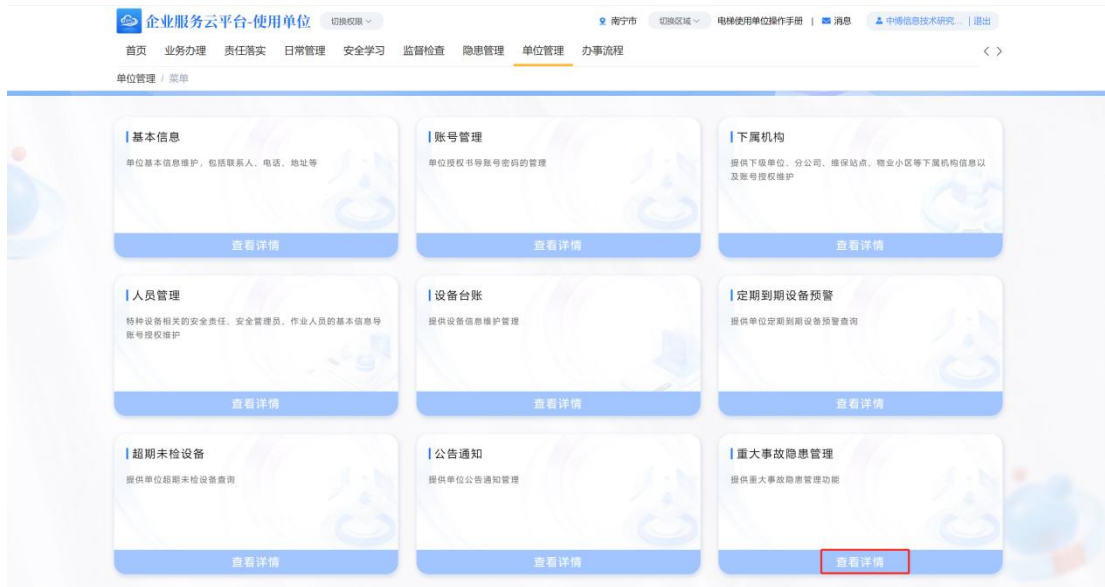 企业服务云平台-使用单位 切换权限 南宁市 切换区域 电梯使用单位操作手册 | 消息 中博信息技术研究... | 退出
首页 业务办理 责任落实 日常管理 安全学习 监督检查 隐患管理 单位管理 办事流程 < >
单位管理 / 菜单
基本信息 账号管理 下属机构
单位基本信息维护，包括联系人、电话、地址等 单位授权书导账号密码的管理 提供下级单位、分公司、维保站点、物业小区等下属机构信息以
及账号授权维护
查看详情 查看详情 查看详情
人员管理 设备台账 定期到期设备预警
特种设备相关的安全责任、安全管理员，作业人员的基本信息导 提供设备信息维护管理 提供单位定期到期设备预警查询
账号授权维护
查看详情 查看详情 查看详情
超期未检设备 公告通知 重大事故隐患管理
提供单位超期未检设备查询 提供单位公告通知管理 提供重大事故隐患管理功能
查看详情 查看详情 查看详情